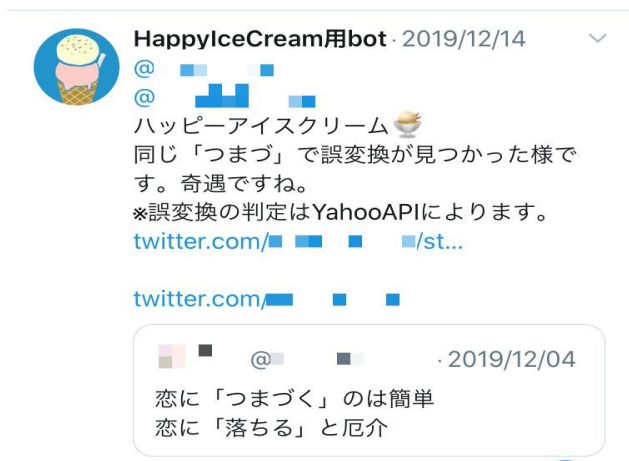 HappyIceCream用bot · 2019/12/14
@
@
ハッピーアイスクリーム🍨
同じ「つまづ」で誤変換が見つかった様で
す。奇遇ですね。
※誤変換の判定はYahooAPIによります。
twitter.com/ /st...
twitter.com/
@ · 2019/12/04
恋に「つまづく」のは簡単
恋に「落ちる」と厄介